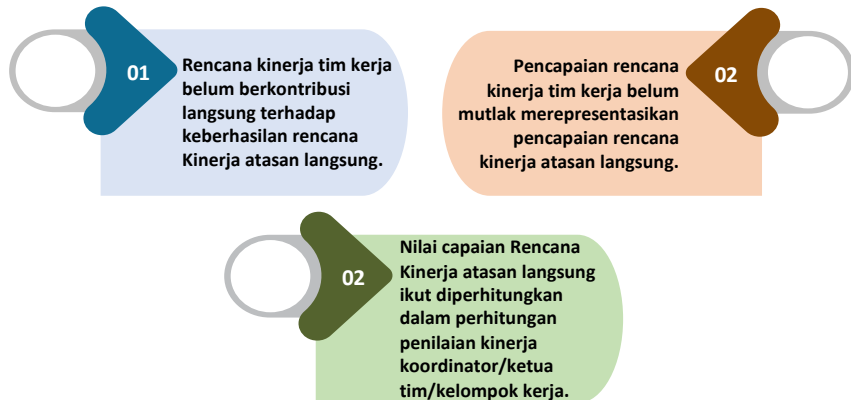 01
Rencana kinerja tim kerja
belum berkontribusi
langsung terhadap
keberhasilan rencana
Kinerja atasan langsung.
Pencapaian rencana
kinerja tim kerja belum
mutlak merepresentasikan
pencapaian rencana
kinerja atasan langsung.
02
02
Nilai capaian Rencana
Kinerja atasan langsung
ikut diperhitungkan
dalam perhitungan
penilaian kinerja
koordinator/ketua
tim/kelompok kerja.